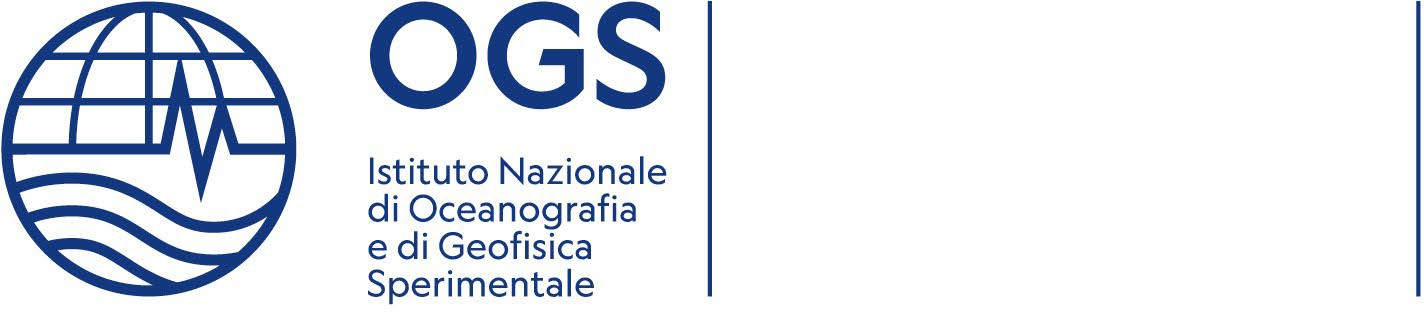 OGS
Istituto Nazionale
di Oceanografia
e di Geofisica
Sperimentale